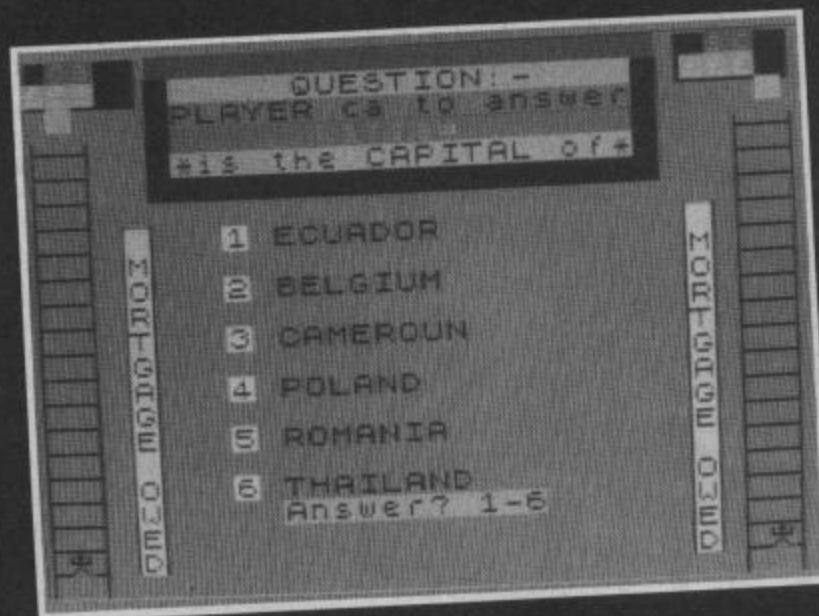 QUESTION:-
PLAYER ca to answer
*is the CAPITAL of*
1 ECUADOR
2 BELGIUM
3 CAMEROUN
4 POLAND
5 ROMANIA
6 THAILAND
Answer? 1-6
MORTGAGE OWED
MORTGAGE OWED